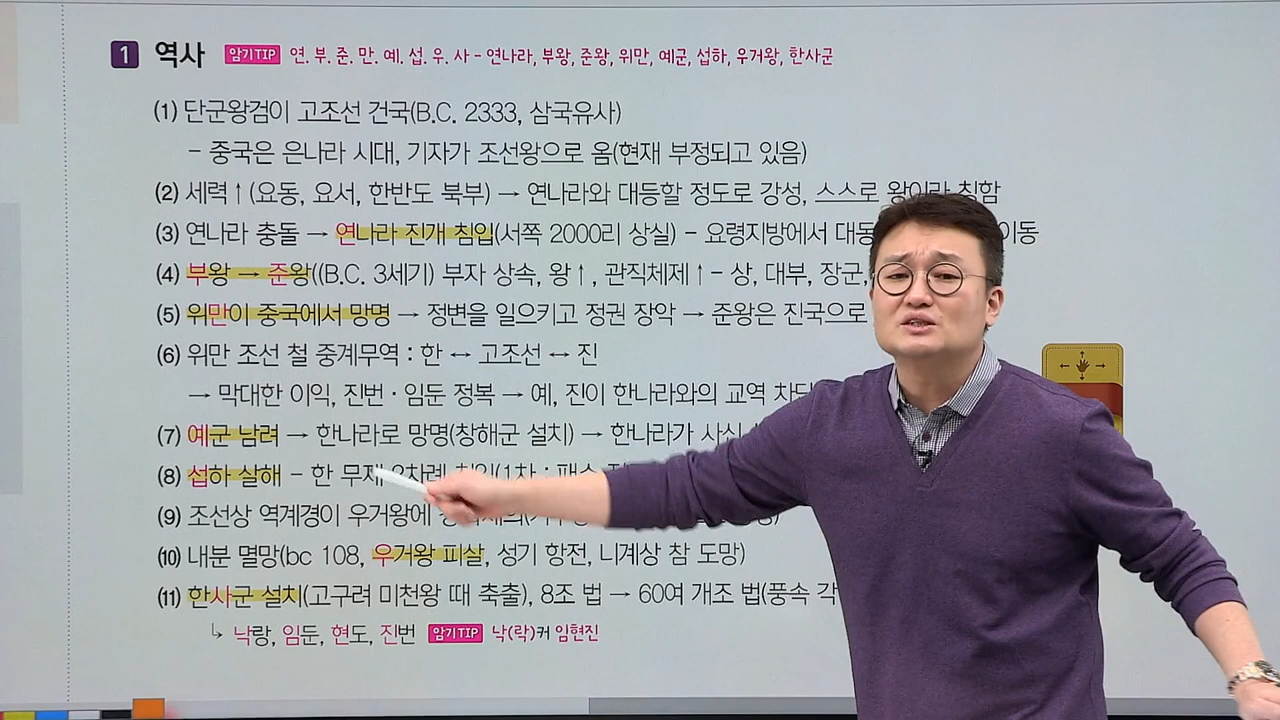 1 역사 암기TIP 연. 부. 준. 만. 예. 섭. 우. 사 - 연나라, 부왕, 준왕, 위만, 예군, 섭하, 우거왕, 한사군
(1) 단군왕검이 고조선 건국(B.C. 2333, 삼국유사)
- 중국은 은나라 시대, 기자가 조선왕으로 옴(현재 부정되고 있음)
(2) 세력↑(요동, 요서, 한반도 북부) → 연나라와 대등할 정도로 강성, 스스로 왕이라 칭함
(3) 연나라 충돌 → 연나라 진개 침입(서쪽 2000리 상실) - 요령지방에서 대동 이동
(4) 부왕 → 준왕((B.C. 3세기) 부자 상속, 왕↑, 관직체제↑- 상, 대부, 장군,
(5) 위만이 중국에서 망명 → 정변을 일으키고 정권 장악 → 준왕은 진국으로
(6) 위만 조선 철 중계무역 : 한 ↔ 고조선 ↔ 진
→ 막대한 이익, 진번·임둔 정복 → 예, 진이 한나라와의 교역
(7) 예군 남려 → 한나라로 망명(창해군 설치) → 한나라가 사신
(8) 섭하 살해 - 한 무제 침입(1차 :
(9) 조선상 역계경이 우거왕에
(10) 내분 멸망(bc 108, 우거왕 피살, 성기 항전, 니계상 참 도망)
(11) 한사군 설치(고구려 미천왕 때 축출), 8조 법 → 60여 개조 법(풍속 각
↳ 낙랑, 임둔, 현도, 진번 암기TIP 낙(락)커 임현진